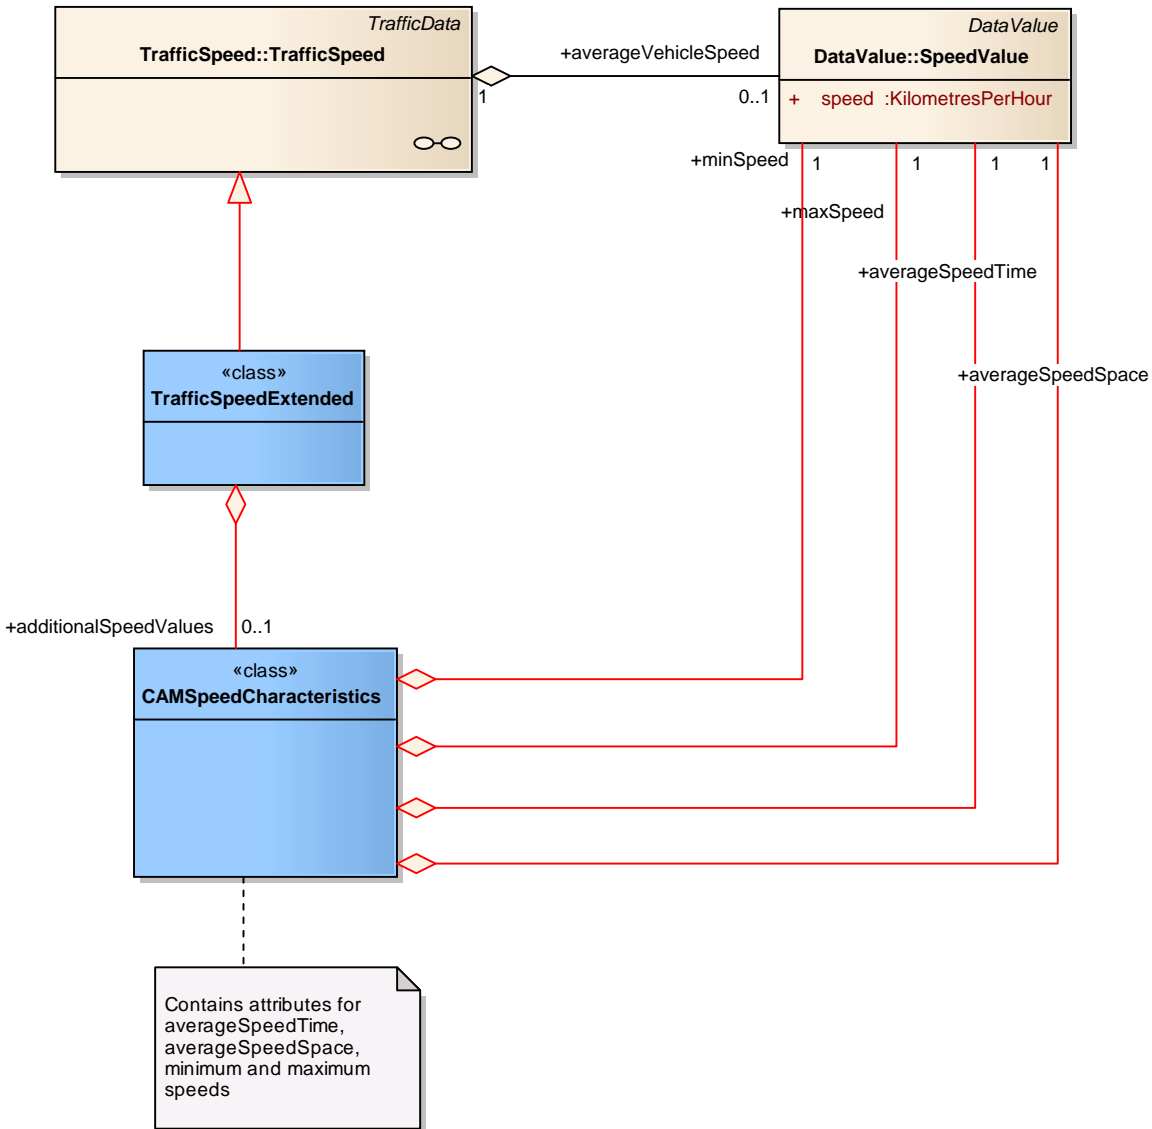 TrafficData
TrafficSpeed::TrafficSpeed
+averageVehicleSpeed
1
0..1
DataValue
DataValue::SpeedValue
+ speed :KilometresPerHour
+minSpeed
1
1
1
1
+maxSpeed
+averageSpeedTime
+averageSpeedSpace
«class»
TrafficSpeedExtended
+additionalSpeedValues
0..1
«class»
CAMSpeedCharacteristics
Contains attributes for
averageSpeedTime,
averageSpeedSpace,
minimum and maximum
speeds